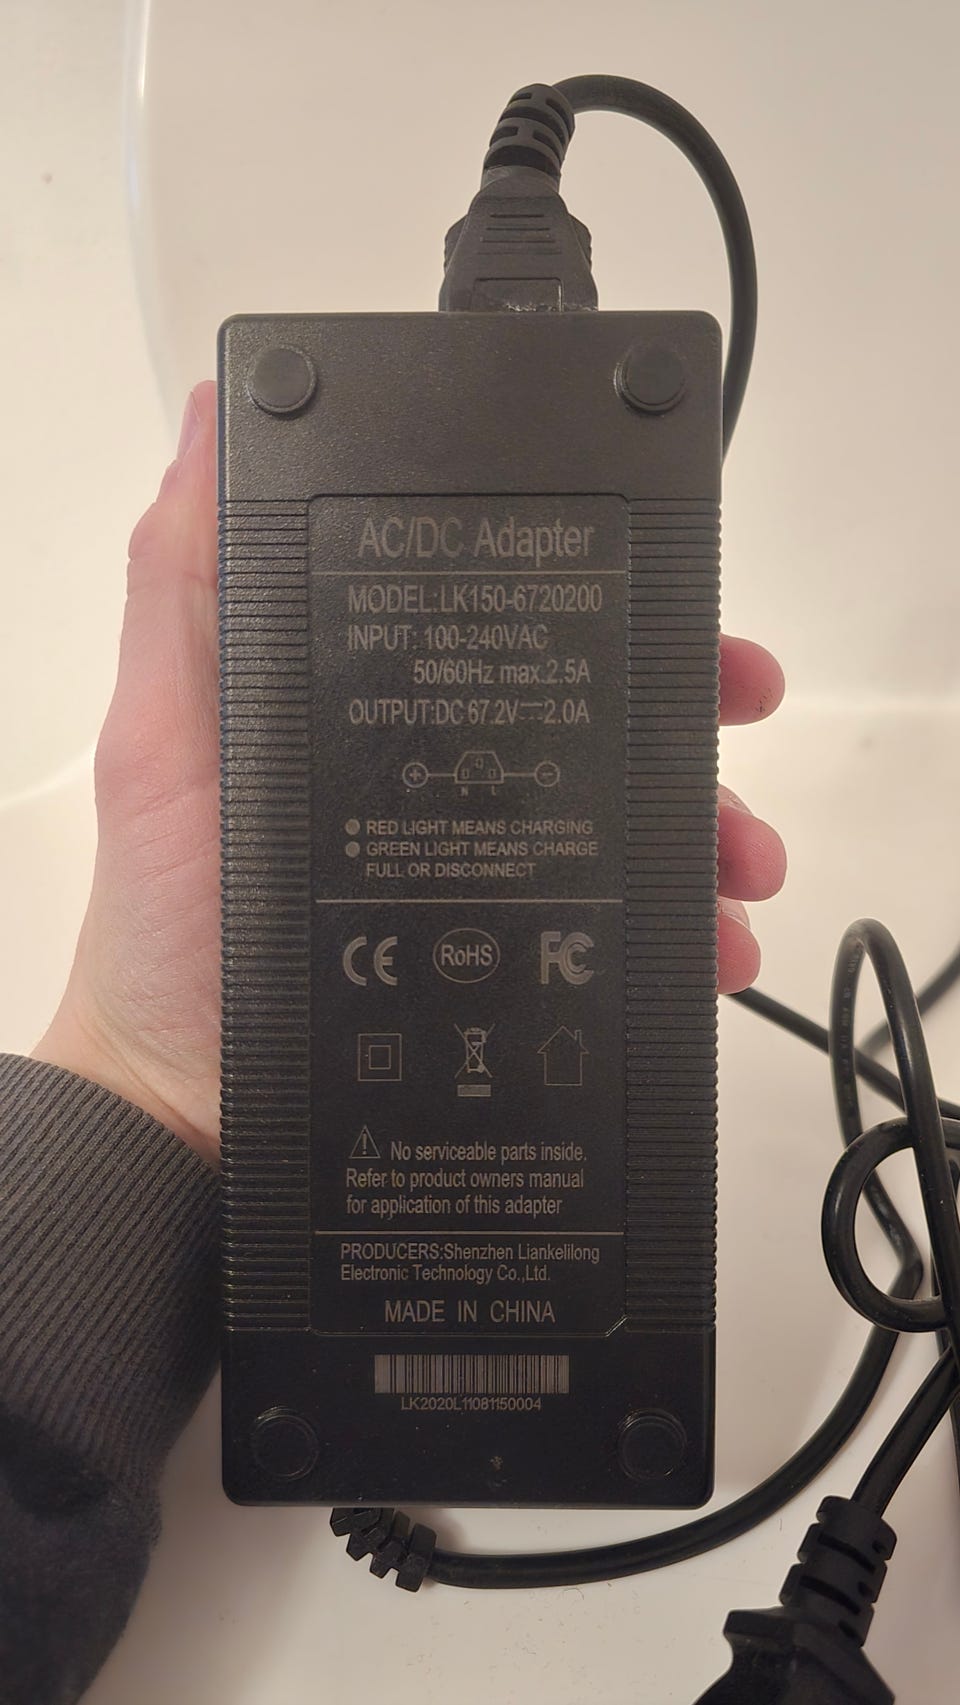 AC/DC Adapter
MODEL:LK150-6720200
INPUT: 100-240VAC
50/60Hz max.2.5A
OUTPUT:DC 67.2V⎓2.0A
+ N L -
RED LIGHT MEANS CHARGING
GREEN LIGHT MEANS CHARGE
FULL OR DISCONNECT
CE RoHS FC
No serviceable parts inside.
Refer to product owners manual
for application of this adapter
PRODUCERS:Shenzhen Liankelilong
Electronic Technology Co.,Ltd.
MADE IN CHINA
LK2020L11081150004